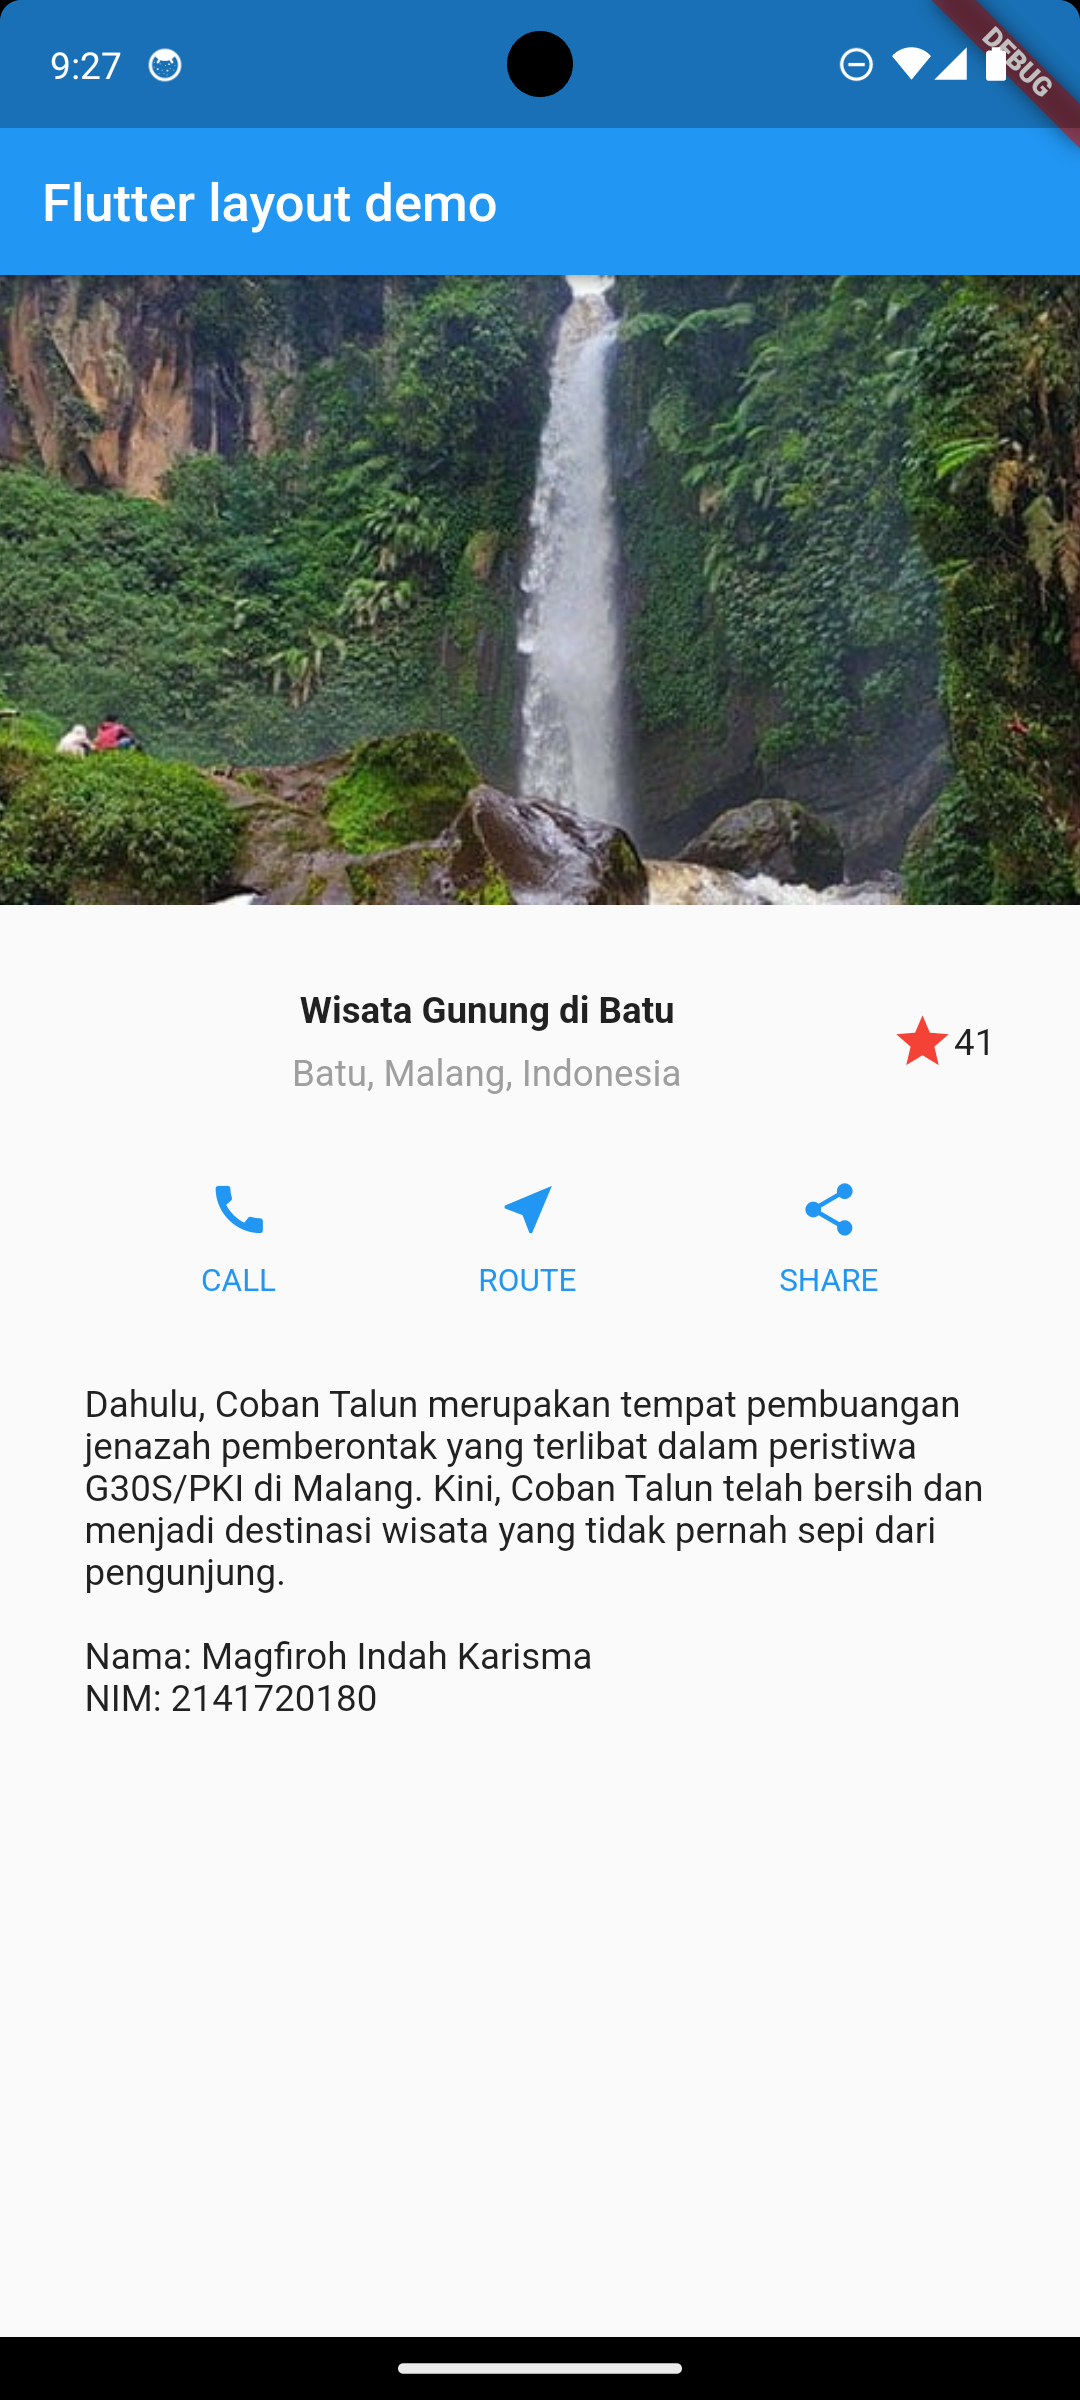 9:27
DEBUG
Flutter layout demo
Wisata Gunung di Batu
Batu, Malang, Indonesia
41
CALL
ROUTE
SHARE
Dahulu, Coban Talun merupakan tempat pembuangan
jenazah pemberontak yang terlibat dalam peristiwa
G30S/PKI di Malang. Kini, Coban Talun telah bersih dan
menjadi destinasi wisata yang tidak pernah sepi dari
pengunjung.
Nama: Magfiroh Indah Karisma
NIM: 2141720180